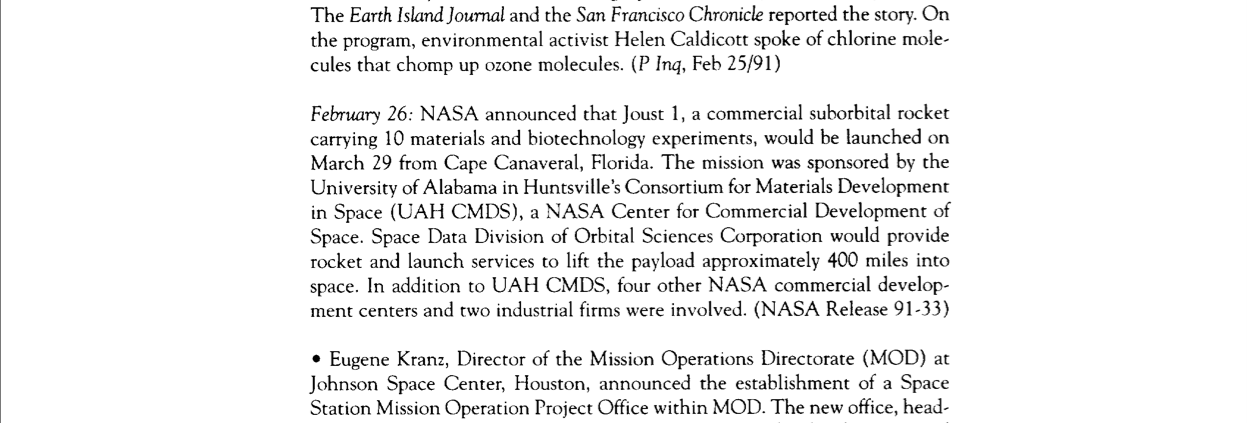 The Earth Island Journal and the San Francisco Chronicle reported the story. On
the program, environmental activist Helen Caldicott spoke of chlorine mole-
cules that chomp up ozone molecules. (P Inq, Feb 25/91)
February 26: NASA announced that Joust 1, a commercial suborbital rocket
carrying 10 materials and biotechnology experiments, would be launched on
March 29 from Cape Canaveral, Florida. The mission was sponsored by the
University of Alabama in Huntsville's Consortium for Materials Development
in Space (UAH CMDS), a NASA Center for Commercial Development of
Space. Space Data Division of Orbital Sciences Corporation would provide
rocket and launch services to lift the payload approximately 400 miles into
space. In addition to UAH CMDS, four other NASA commercial develop-
ment centers and two industrial firms were involved. (NASA Release 91-33)
• Eugene Kranz, Director of the Mission Operations Directorate (MOD) at
Johnson Space Center, Houston, announced the establishment of a Space
Station Mission Operation Project Office within MOD. The new office, head-